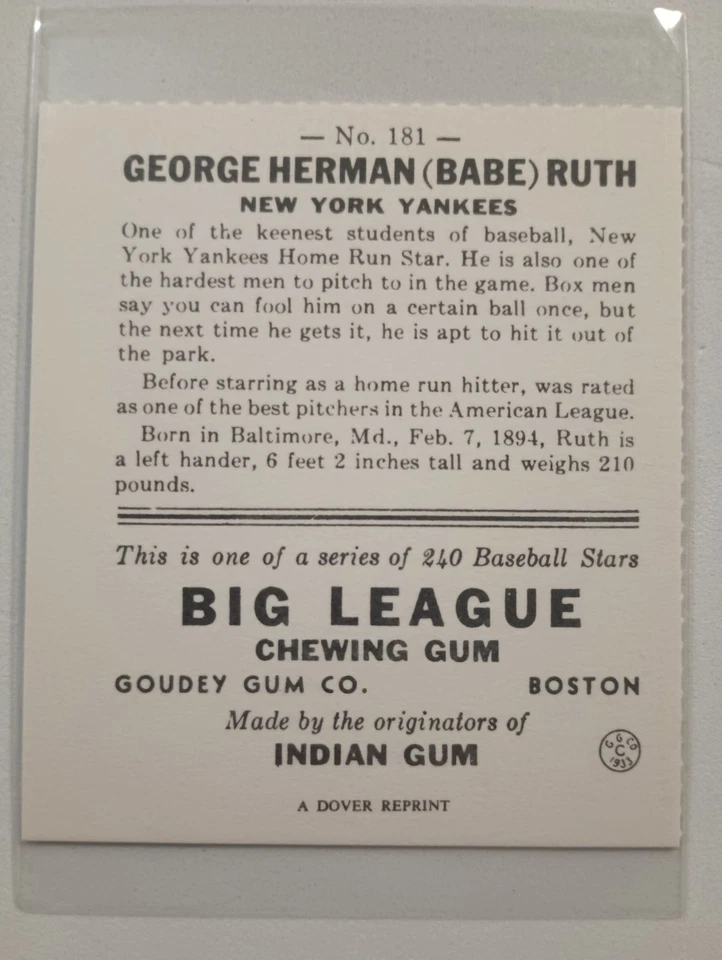 — No. 181 —
GEORGE HERMAN (BABE) RUTH
NEW YORK YANKEES
One of the keenest students of baseball, New
York Yankees Home Run Star. He is also one of
the hardest men to pitch to in the game. Box men
say you can fool him on a certain ball once, but
the next time he gets it, he is apt to hit it out of
the park.
Before starring as a home run hitter, was rated
as one of the best pitchers in the American League.
Born in Baltimore, Md., Feb. 7, 1894, Ruth is
a left hander, 6 feet 2 inches tall and weighs 210
pounds.
This is one of a series of 240 Baseball Stars
BIG LEAGUE
CHEWING GUM
GOUDEY GUM CO. BOSTON
Made by the originators of
INDIAN GUM
G G CO
C
1933
A DOVER REPRINT